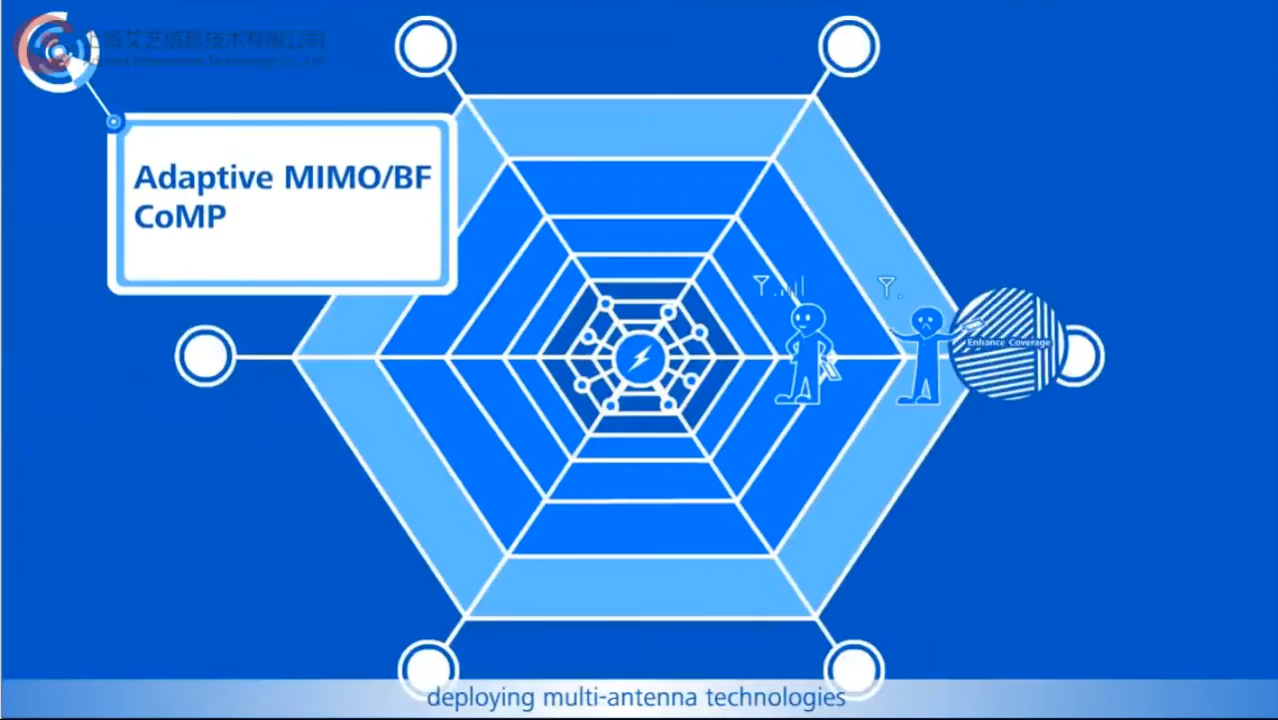 Adaptive MIMO/BF
CoMP
Enhance Coverage
deploying multi-antenna technologies